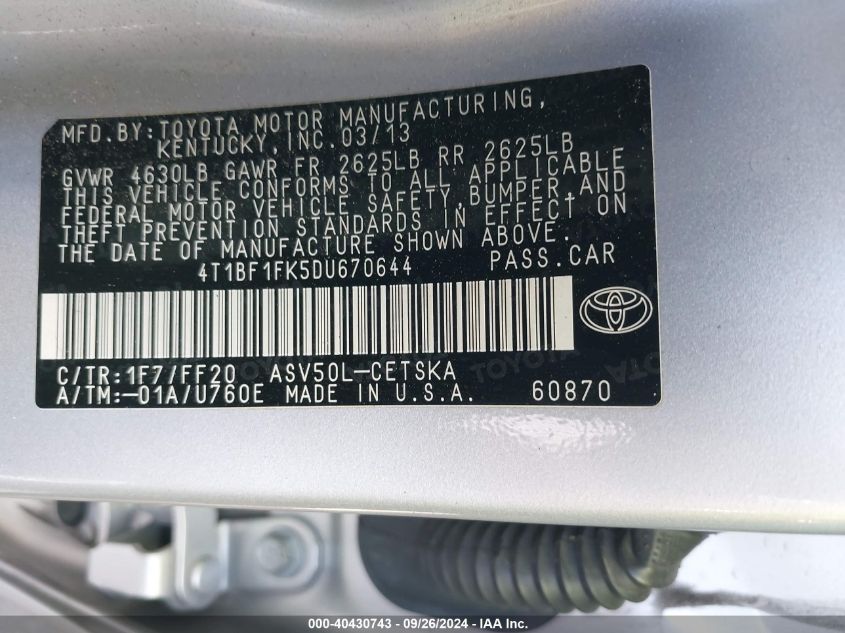 MFD.BY:TOYOTA MOTOR MANUFACTURING,
KENTUCKY,INC.03/13
GVWR 4630LB GAWR FR 2625LB RR 2625LB
THIS VEHICLE CONFORMS TO ALL APPLICABLE
FEDERAL MOTOR VEHICLE SAFETY,BUMPER,AND
THEFT PREVENTION STANDARDS IN EFFECT ON
THE DATE OF MANUFACTURE SHOWN ABOVE.
4T1BF1FK5DU670644 PASS.CAR
C/TR:1F7/FF20 ASV50L-CETSKA
A/TM:-01A/U760E MADE IN U.S.A. 60870
000-40430743 - 09/26/2024 - IAA Inc.